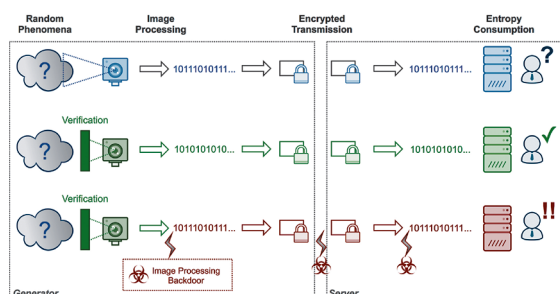 Random
Phenomena
Image
Processing
Encrypted
Transmission
Entropy
Consumption
?
10111010111...
10111010111...
?
Verification
?
1010101010...
1010101010...
Verification
?
10111010111...
10111010111...
!!
Image Processing
Backdoor
Generator
Server